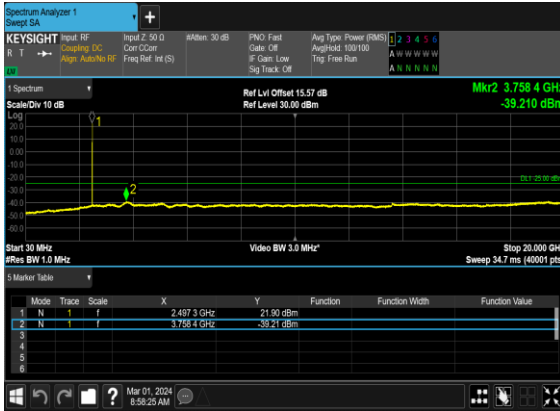 Spectrum Analyzer 1
Swept SA
+
KEYSIGHT Input: RF Input Z: 50 Ω #Atten: 30 dB PNO: Fast Avg Type: Power (RMS) 1 2 3 4 5 6
R T Coupling: DC Corr CCorr Gate: Off Avg|Hold: 100/100 A W W W W W
Align: Auto/No RF Freq Ref: Int (S) IF Gain: Low Trig: Free Run
Sig Track: Off A N N N N N
1 Spectrum Ref Lvl Offset 15.57 dB Mkr2 3.758 4 GHz
Scale/Div 10 dB Ref Level 30.00 dBm -39.210 dBm
Log
20.0
1
10.0
0.00
-10.0
-20.0
DL1 -25.00 dBm
-30.0
2
-40.0
-50.0
-60.0
Start 30 MHz Video BW 3.0 MHz* Stop 20.000 GH
#Res BW 1.0 MHz Sweep 34.7 ms (40001 pts
5 Marker Table
Mode Trace Scale X Y Function Function Width Function Value
1 N 1 f 2.497 3 GHz 21.90 dBm
2 N 1 f 3.758 4 GHz -39.21 dBm
3
4
5
6
? Mar 01, 2024
8:58:25 AM